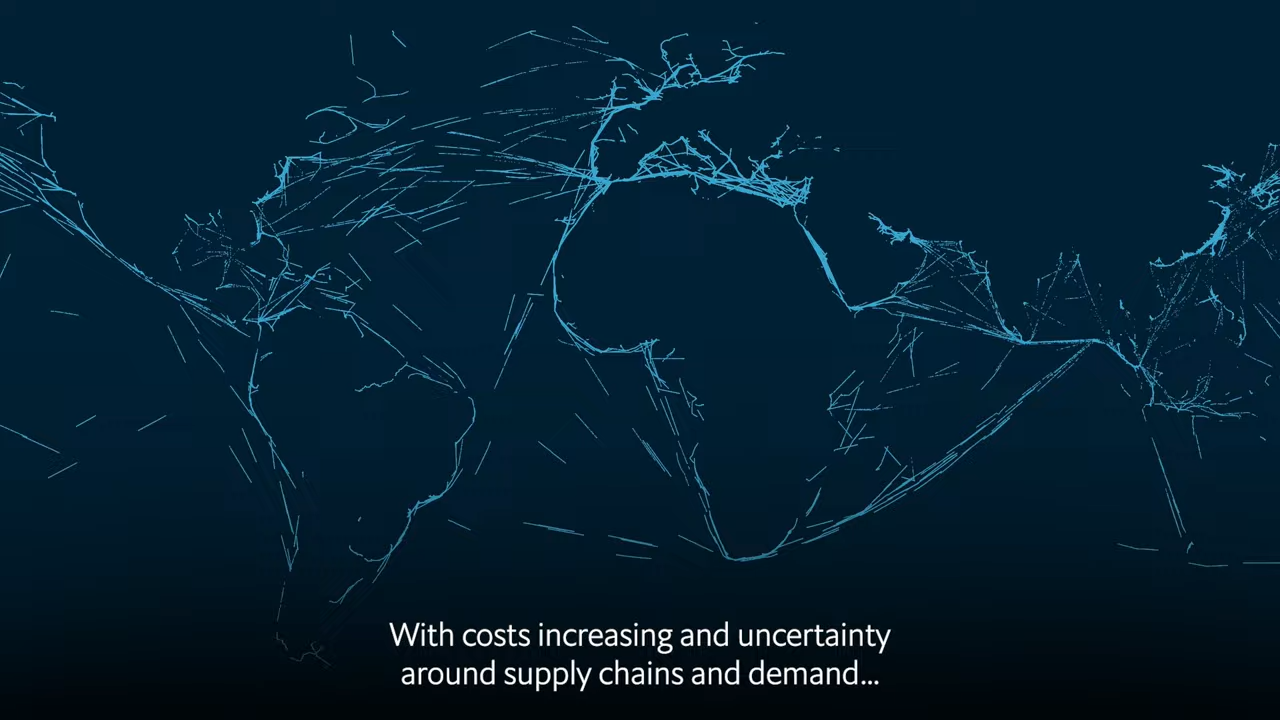 With costs increasing and uncertainty
around supply chains and demand...